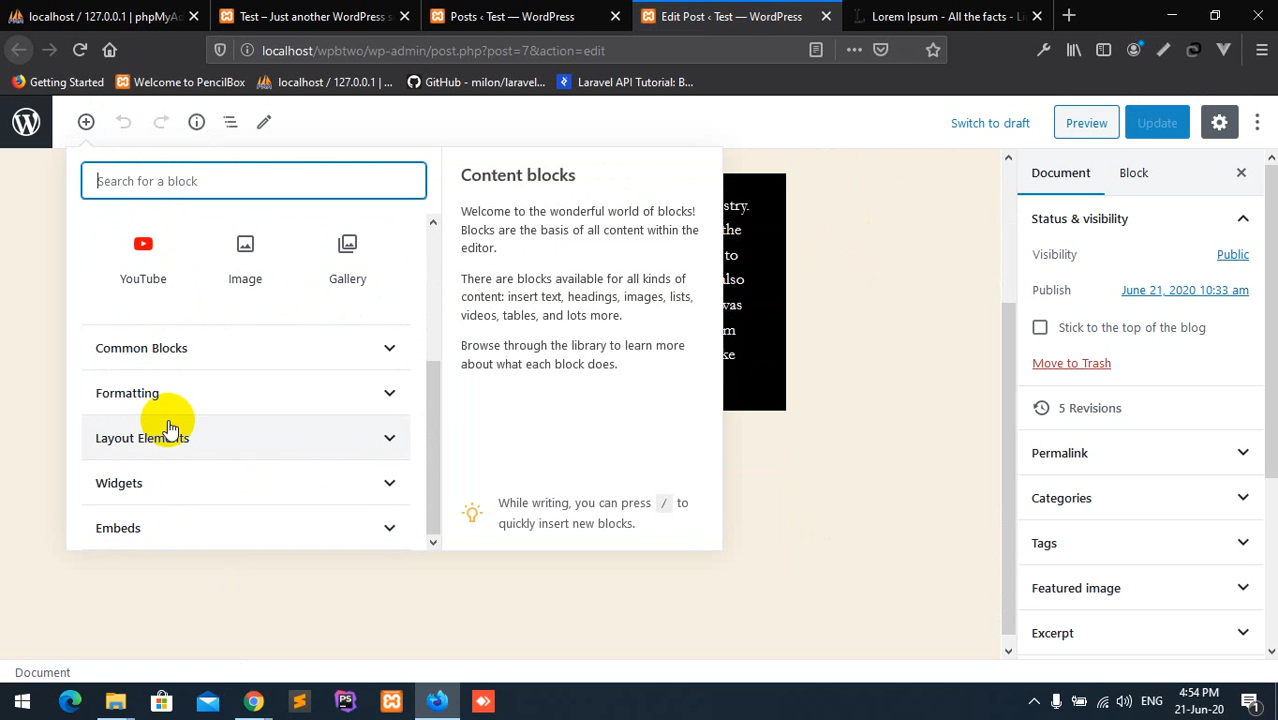 localhost / 127.0.0.1 | phpMyAd
Test – Just another WordPress s
Posts ‹ Test — WordPress
Edit Post ‹ Test — WordPress
Lorem Ipsum - All the facts - Li
localhost/wpbtwo/wp-admin/post.php?post=7&action=edit
Getting Started
Welcome to PencilBox
localhost / 127.0.0.1 | ...
GitHub - milon/laravel...
Laravel API Tutorial: B...
Switch to draft
Preview
Update
Search for a block
YouTube
Image
Gallery
Common Blocks
Formatting
Layout Elements
Widgets
Embeds
Content blocks
Welcome to the wonderful world of blocks!
Blocks are the basis of all content within the
editor.
There are blocks available for all kinds of
content: insert text, headings, images, lists,
videos, tables, and lots more.
Browse through the library to learn more
about what each block does.
While writing, you can press / to
quickly insert new blocks.
stry.
the
to
also
was
m
ke
Document
Block
Status & visibility
Visibility
Public
Publish
June 21, 2020 10:33 am
Stick to the top of the blog
Move to Trash
5 Revisions
Permalink
Categories
Tags
Featured image
Excerpt
Document
ENG
4:54 PM
21-Jun-20